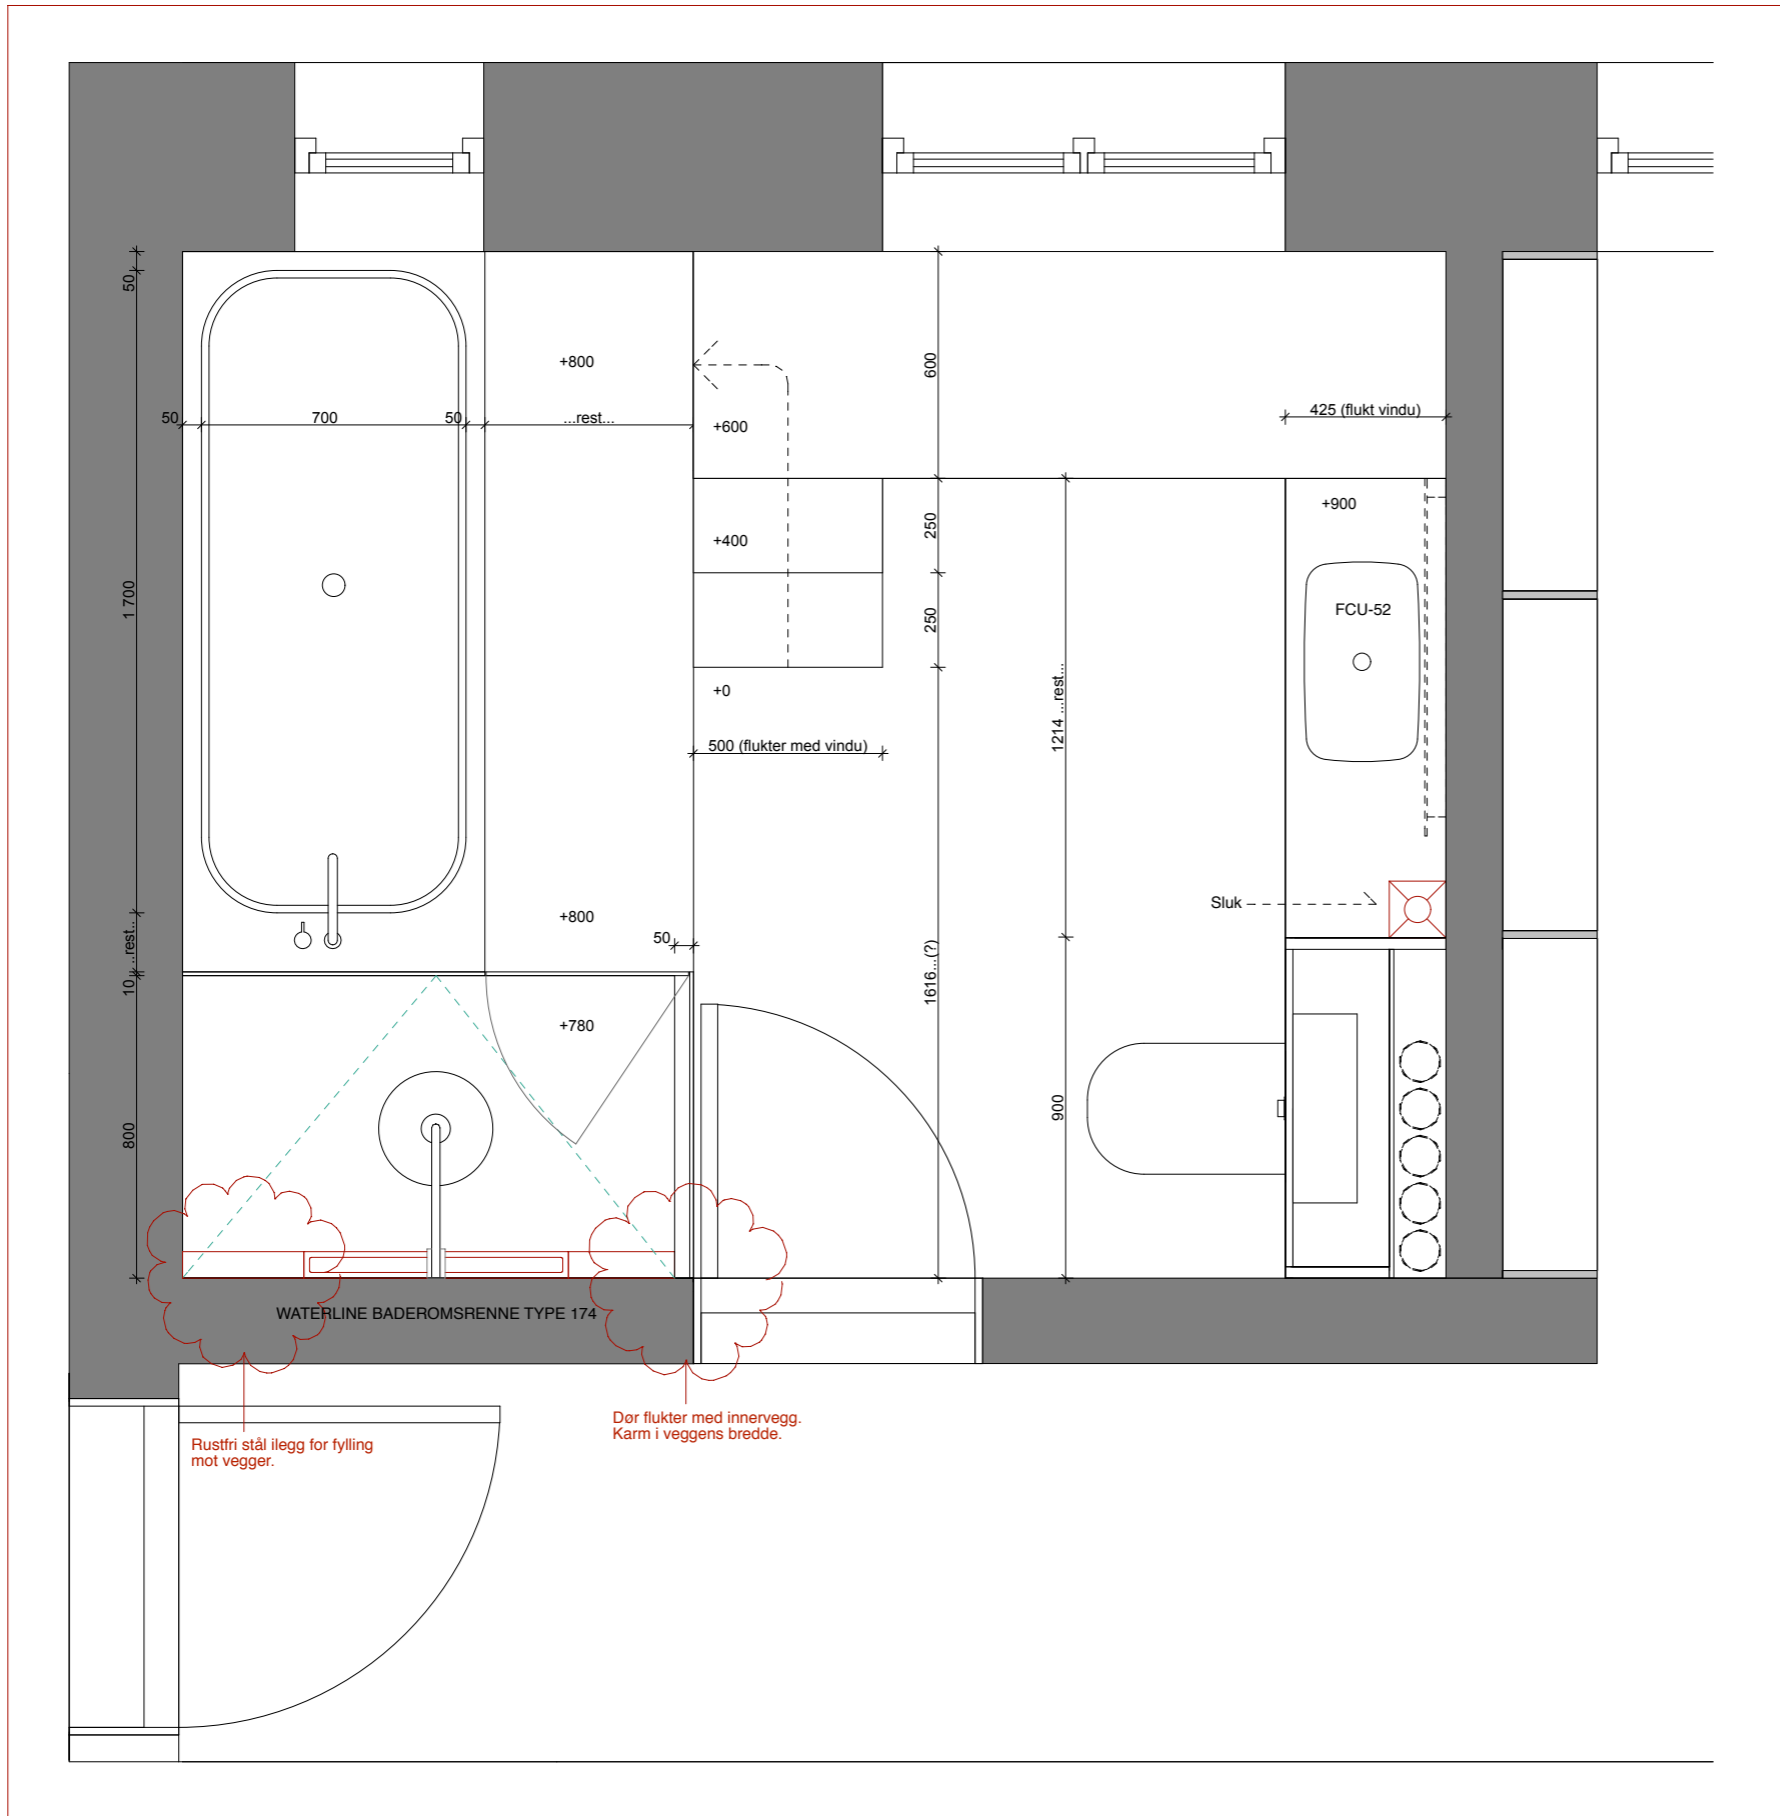 50
+800
600
50
700
50
...rest...
+600
425 (flukt vindu)
+900
+400
250
1 700
250
FCU-52
+0
1214 ...rest...
500 (flukter med vindu)
Sluk
+800
50
...rest...
10
1616...(?)
+780
800
900
WATERLINE BADEROMSRENNE TYPE 174
Dør flukter med innervegg.
Karm i veggens bredde.
Rustfri stål ilegg for fylling
mot vegger.